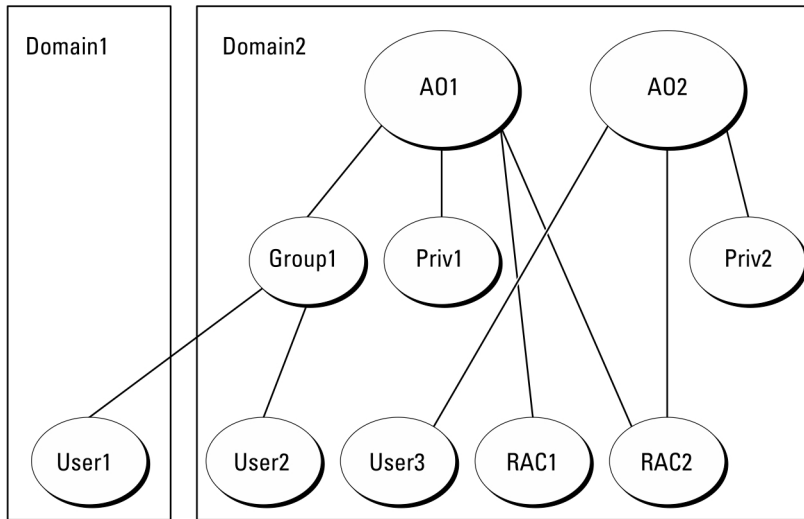 Domain1
Domain2
AO1
AO2
Group1
Priv1
Priv2
User1
User2
User3
RAC1
RAC2